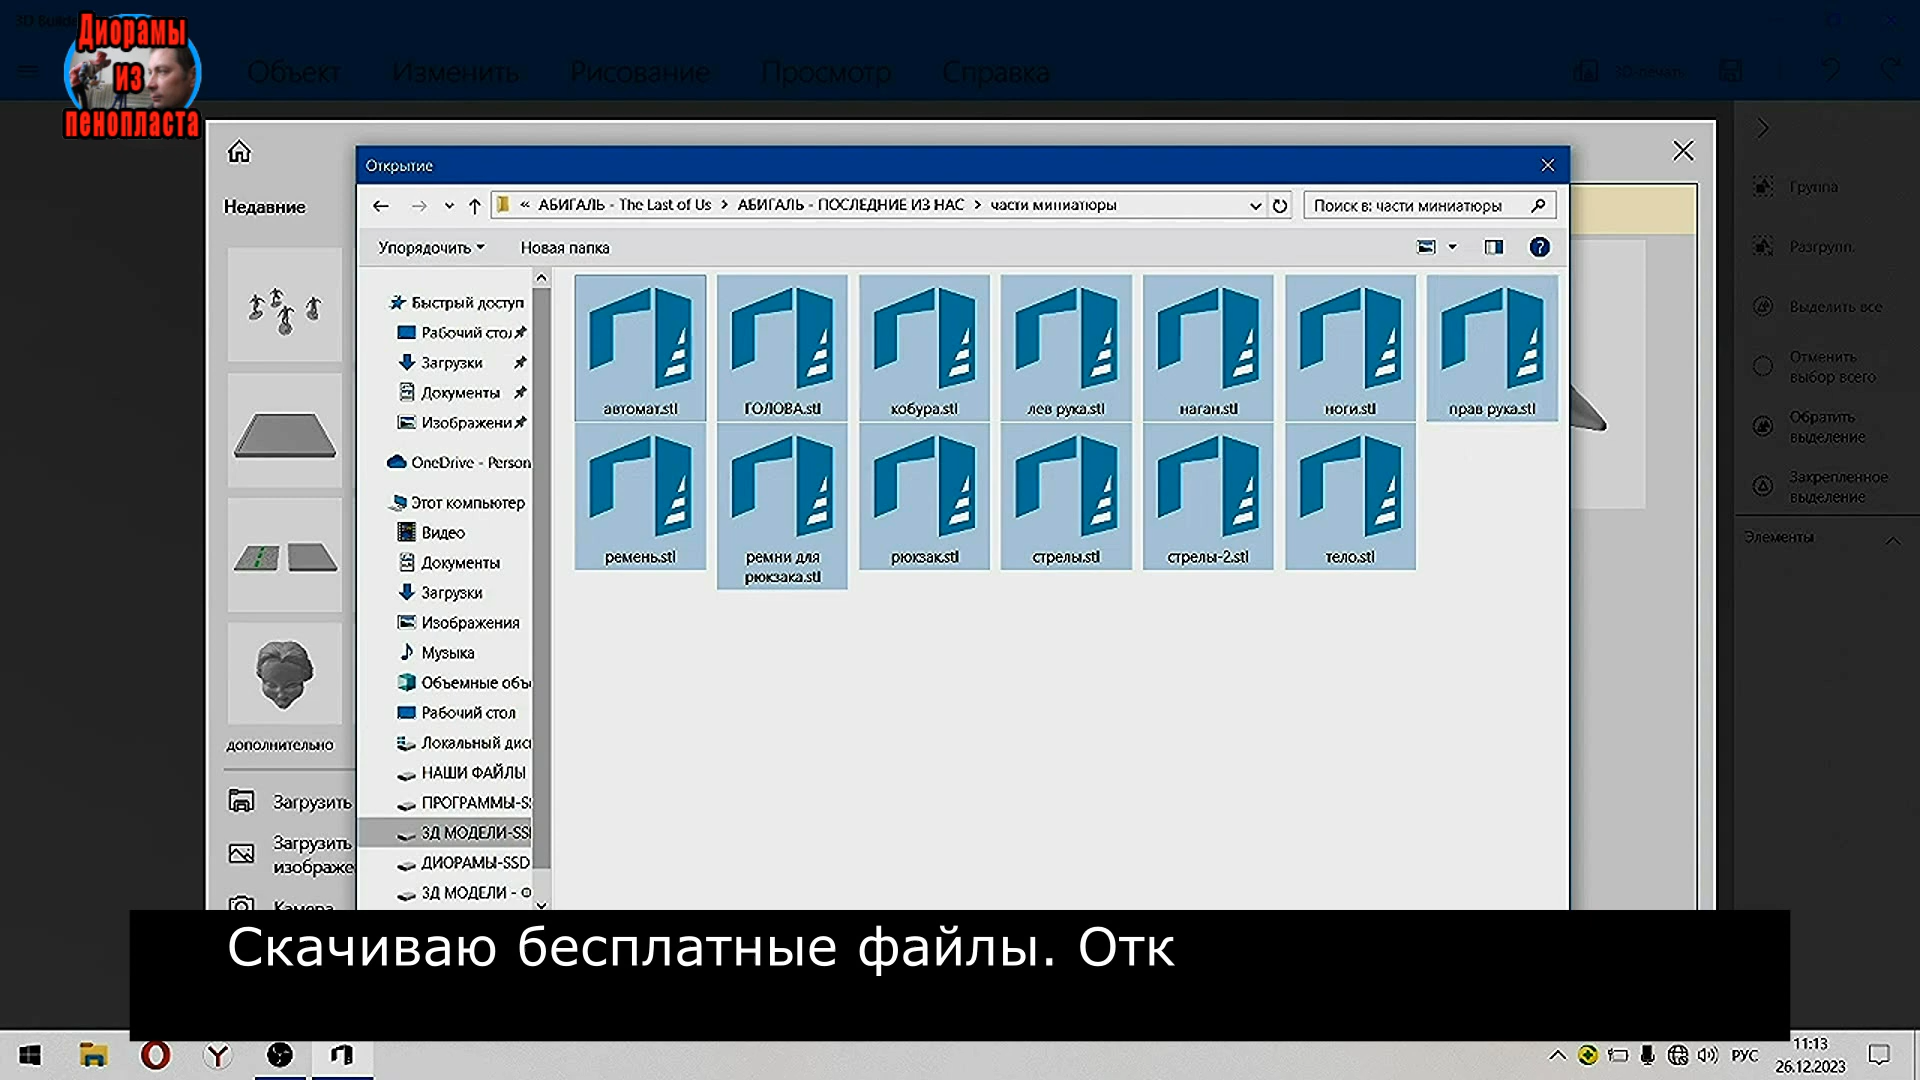 3D Builder
Диорамы
из
пенопласта
Объект
Изменить
Рисование
Просмотр
Справка
3D-печать
Недавние
Открытие
« АБИГАЛЬ - The Last of Us > АБИГАЛЬ - ПОСЛЕДНИЕ ИЗ НАС > части миниатюры
Поиск в: части миниатюры
Упорядочить
Новая папка
Быстрый доступ
Рабочий стол
Загрузки
Документы
Изображени
OneDrive - Person
Этот компьютер
Видео
Документы
Загрузки
Изображения
Музыка
Объемные объ
Рабочий стол
Локальный дис
НАШИ ФАЙЛЫ
ПРОГРАММЫ-S
3Д МОДЕЛИ-SS
ДИОРАМЫ-SSD
3Д МОДЕЛИ -
автомат.stl
ГОЛОВА.stl
кобура.stl
лев рука.stl
наган.stl
ноги.stl
прав рука.stl
ремень.stl
ремни для
рюкзака.stl
рюкзак.stl
стрелы.stl
стрелы-2.stl
тело.stl
дополнительно
Загрузить
Загрузить
изображе
Камера
Группа
Разгрупп.
Выделить все
Отменить
выбор всего
Обратить
выделение
Закрепленное
выделение
Элементы
Скачиваю бесплатные файлы. Отк
РУС
11:13
26.12.2023